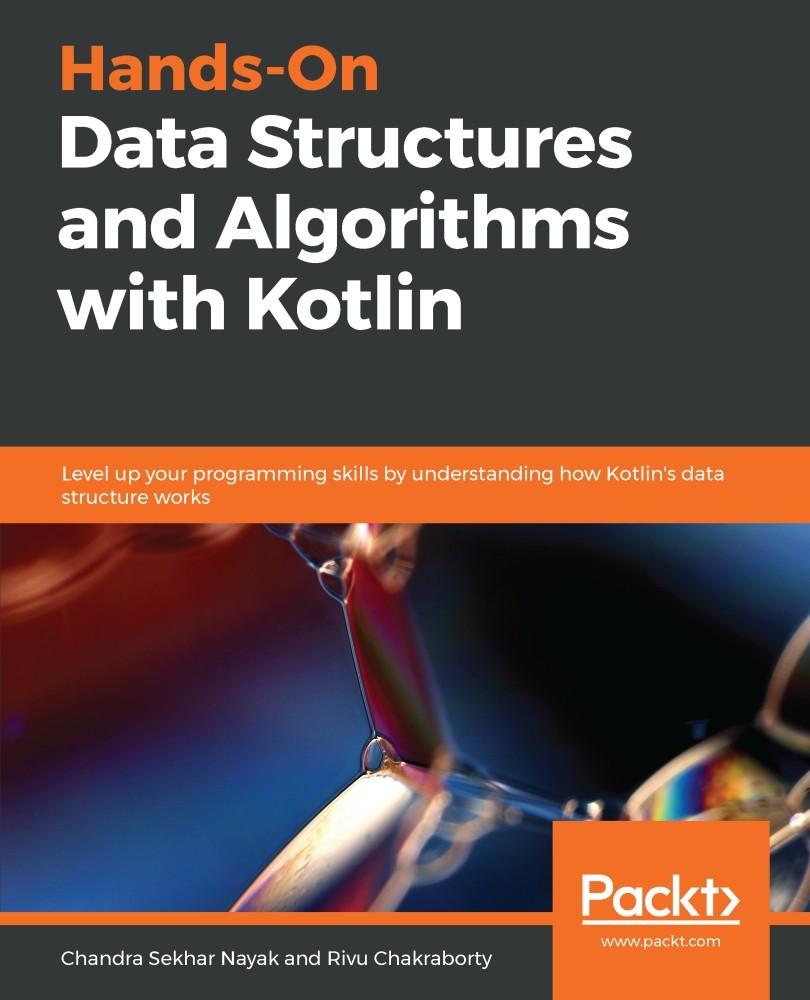 Hands-On
Data Structures
and Algorithms
with Kotlin
Level up your programming skills by understanding how Kotlin's data
structure works
Packt>
www.packt.com
Chandra Sekhar Nayak and Rivu Chakraborty